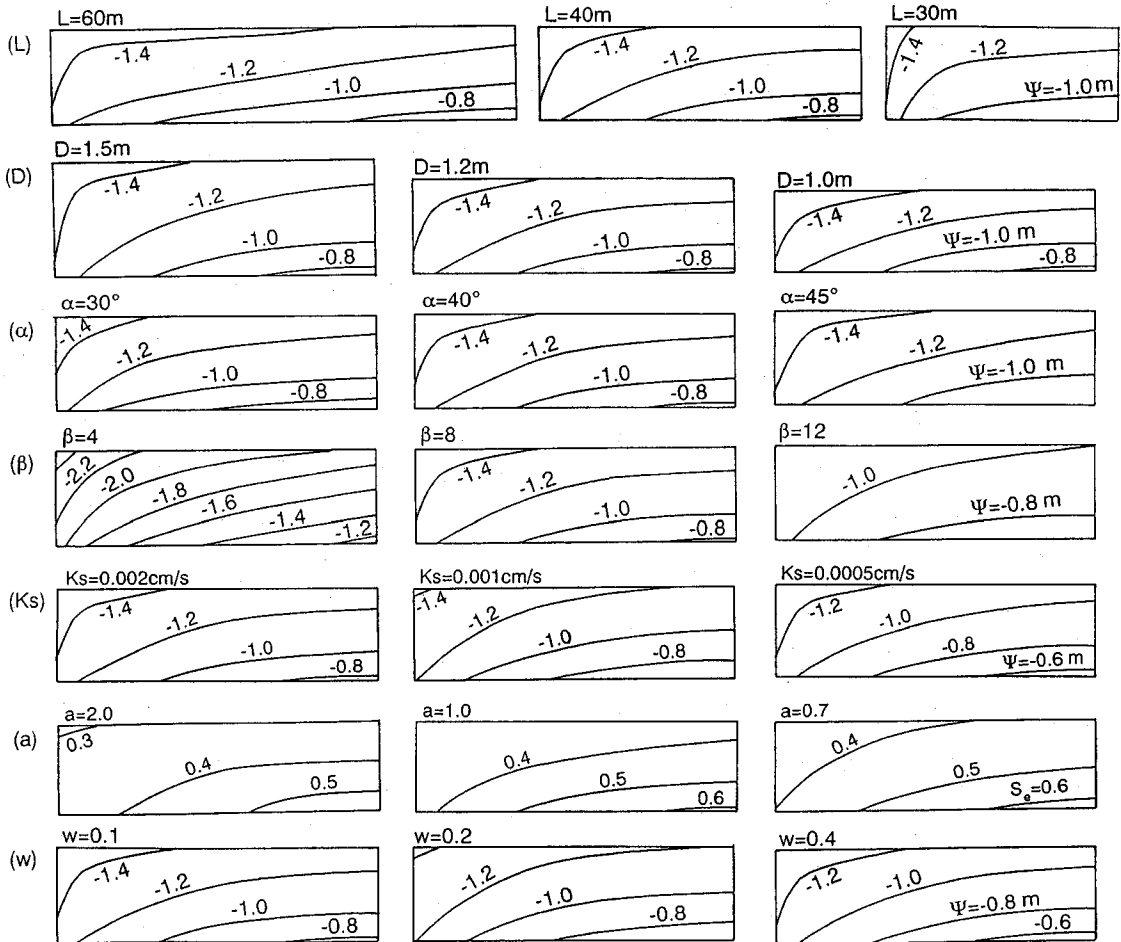 L=60m L=40m L=30m
(L) -1.4 -1.2 -1.0 -0.8 -1.4 -1.2 -1.0 -0.8 -1.4 -1.2 Ψ=-1.0 m
D=1.5m D=1.2m D=1.0m
(D) -1.4 -1.2 -1.0 -0.8 -1.4 -1.2 -1.0 -0.8 -1.4 -1.2 Ψ=-1.0 m -0.8
α=30° α=40° α=45°
(α) -1.4 -1.2 -1.0 -0.8 -1.4 -1.2 -1.0 -0.8 -1.4 -1.2 Ψ=-1.0 m
β=4 β=8 β=12
(β) -2.2 -2.0 -1.8 -1.6 -1.4 -1.2 -1.4 -1.2 -1.0 -0.8 -1.0 Ψ=-0.8 m
Ks=0.002cm/s Ks=0.001cm/s Ks=0.0005cm/s
(Ks) -1.4 -1.2 -1.0 -0.8 -1.4 -1.2 -1.0 -0.8 -1.2 -1.0 -0.8 Ψ=-0.6 m
a=2.0 a=1.0 a=0.7
(a) 0.3 0.4 0.5 0.4 0.5 0.6 0.4 0.5 Se=0.6
w=0.1 w=0.2 w=0.4
(w) -1.4 -1.2 -1.0 -0.8 -1.2 -1.0 -0.8 -1.2 -1.0 Ψ=-0.8 m -0.6